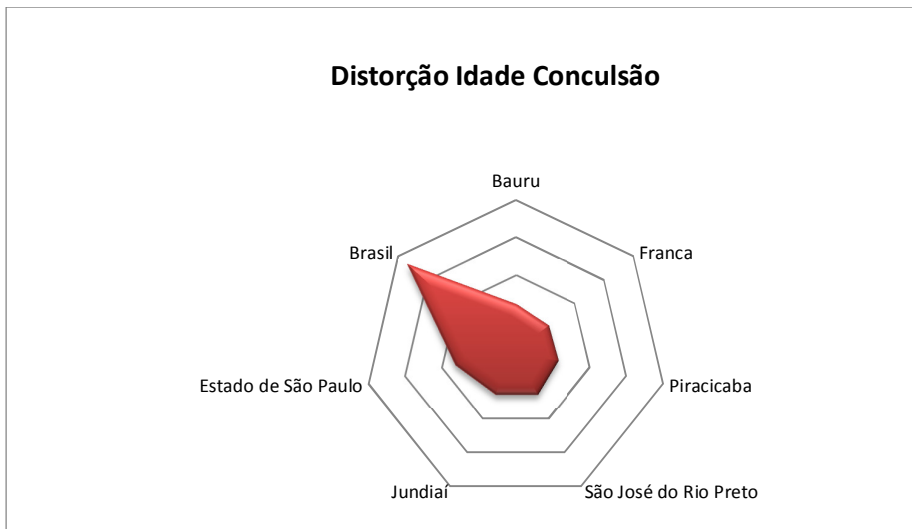 Distorção Idade Conculsão
Bauru
Brasil
Franca
Estado de São Paulo
Piracicaba
Jundiaí
São José do Rio Preto